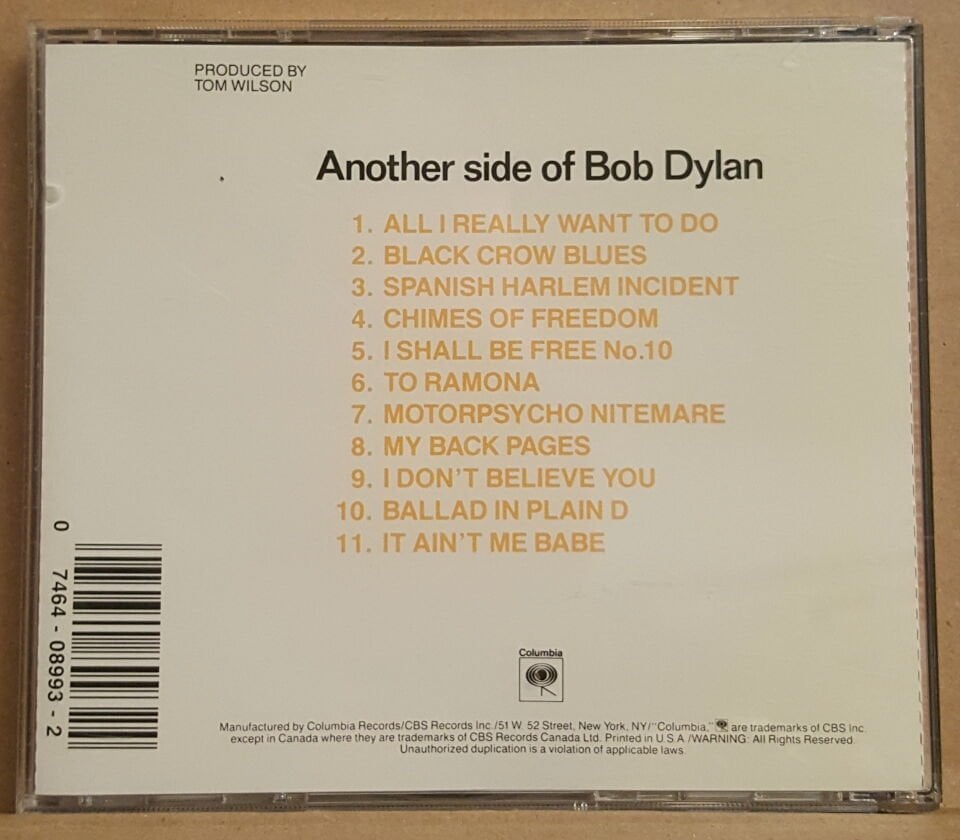 PRODUCED BY
TOM WILSON
Another side of Bob Dylan
1. ALL I REALLY WANT TO DO
2. BLACK CROW BLUES
3. SPANISH HARLEM INCIDENT
4. CHIMES OF FREEDOM
5. I SHALL BE FREE No.10
6. TO RAMONA
7. MOTORPSYCHO NITEMARE
8. MY BACK PAGES
9. I DON'T BELIEVE YOU
10. BALLAD IN PLAIN D
11. IT AIN'T ME BABE
0 7464 - 08993 - 2
Columbia
Manufactured by Columbia Records/CBS Records Inc./51 W. 52 Street, New York, NY/"Columbia," are trademarks of CBS Inc.
except in Canada where they are trademarks of CBS Records Canada Ltd. Printed in U.S.A./WARNING: All Rights Reserved.
Unauthorized duplication is a violation of applicable laws.